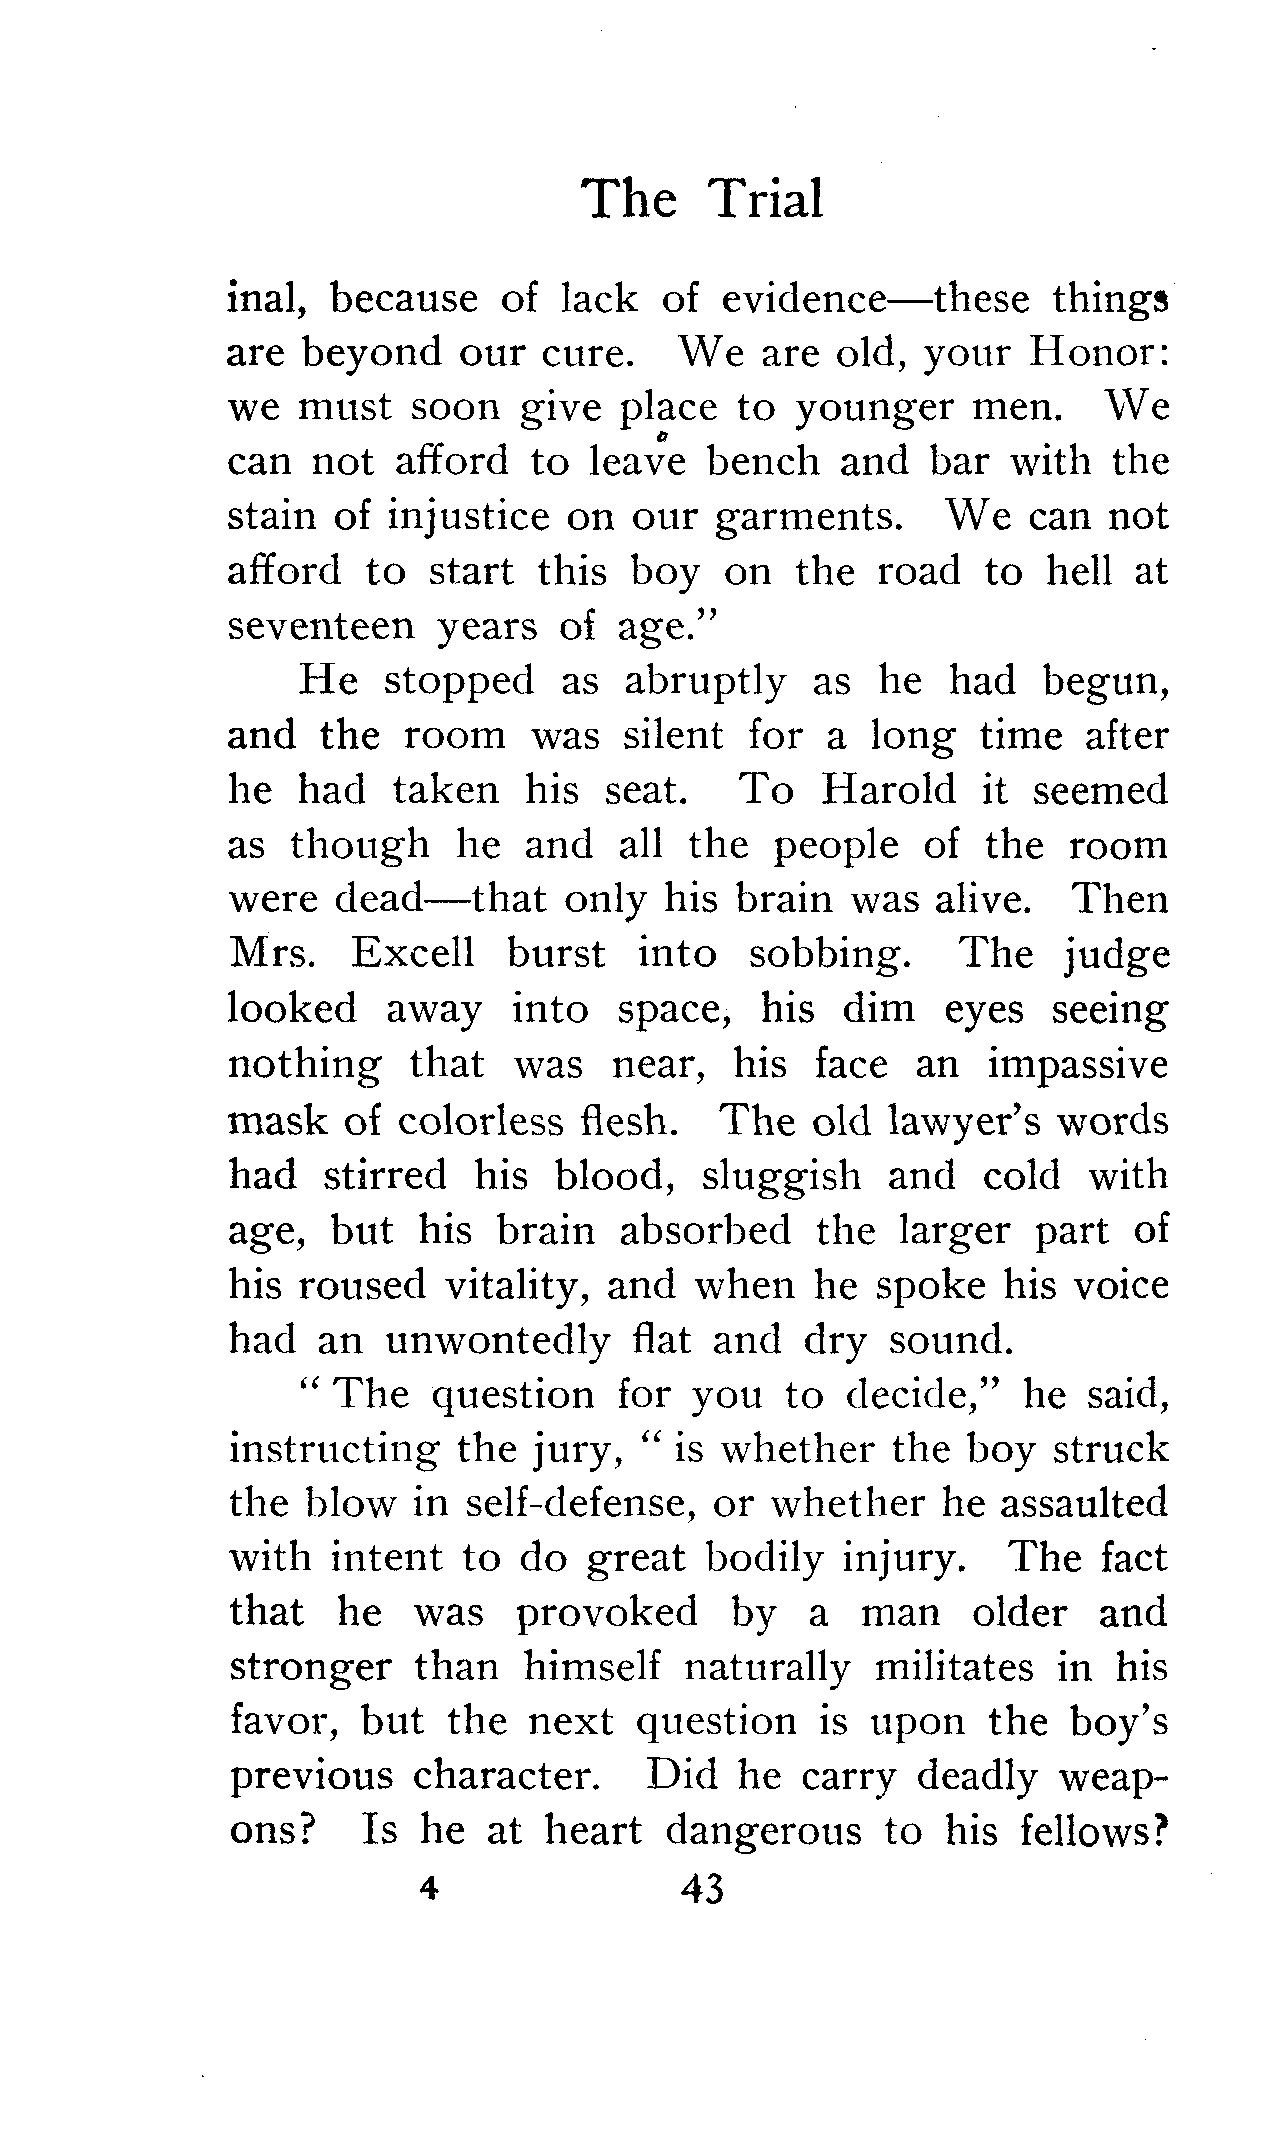 The Trial
inal, because of lack of evidence—these things
are beyond our cure. We are old, your Honor:
we must soon give place to younger men. We
can not afford to leave bench and bar with the
stain of injustice on our garments. We can not
afford to start this boy on the road to hell at
seventeen years of age.”
He stopped as abruptly as he had begun,
and the room was silent for a long time after
he had taken his seat. To Harold it seemed
as though he and all the people of the room
were dead—that only his brain was alive. Then
Mrs. Excell burst into sobbing. The judge
looked away into space, his dim eyes seeing
nothing that was near, his face an impassive
mask of colorless flesh. The old lawyer’s words
had stirred his blood, sluggish and cold with
age, but his brain absorbed the larger part of
his roused vitality, and when he spoke his voice
had an unwontedly flat and dry sound.
“ The question for you to decide,” he said,
instructing the jury, “ is whether the boy struck
the blow in self-defense, or whether he assaulted
with intent to do great bodily injury. The fact
that he was provoked by a man older and
stronger than himself naturally militates in his
favor, but the next question is upon the boy’s
previous character. Did he carry deadly weap-
ons? Is he at heart dangerous to his fellows?
4 43